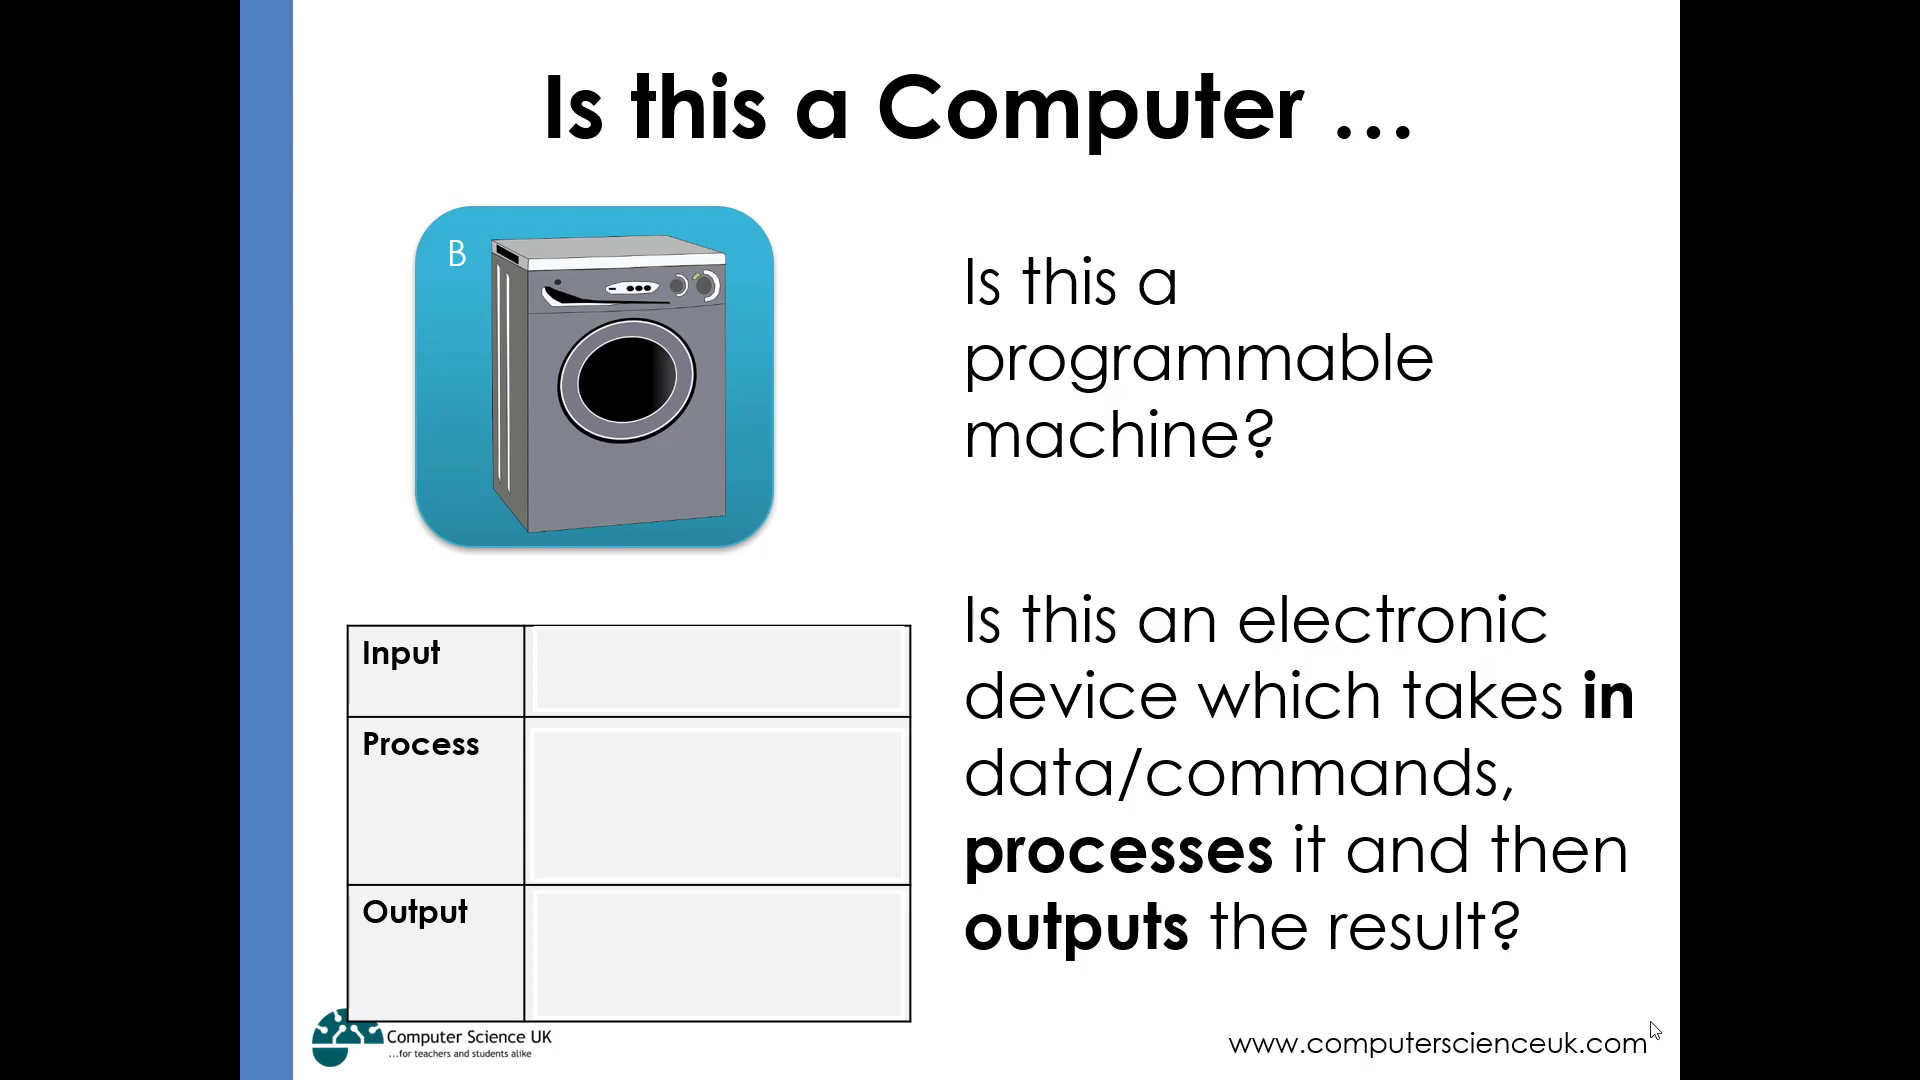 Is this a Computer ...
B
Is this a
programmable
machine?
Is this an electronic
device which takes in
data/commands,
processes it and then
outputs the result?
Input
Process
Output
Computer Science UK
...for teachers and students alike
www.computerscienceuk.com